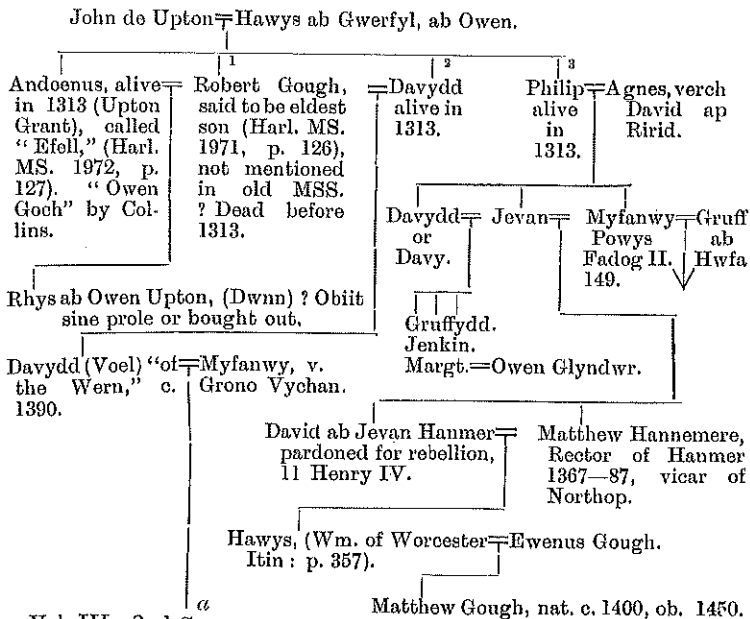 John de Upton Hawys ab Gwerfyl, ab Owen.
1
2
3
Andoenus, alive
in 1313 (Upton
Grant), called
“Efell,” (Harl.
MS. 1972, p.
127). “Owen
Goch” by Col-
lins.
Robert Gough,
said to be eldest
son (Harl. MS.
1971, p. 126),
not mentioned
in old MSS.
? Dead before
1313.
Davydd
alive in
1313.
Philip
alive
in
1313.
Agnes, verch
David ap
Ririd.
Davydd
or
Davy.
Jevan
Myfanwy
Powys
Fadog II.
149.
Gruff
ab
Hwfa
Rhys ab Owen Upton, (Dwnn) ? Obiit
sine prole or bought out.
Gruffydd.
Jenkin.
Margt.=Owen Glyndwr.
Davydd (Voel) “of
the Wern,” c.
1390.
Myfanwy, v.
Grono Vychan.
David ab Jevan Hanmer
pardoned for rebellion,
11 Henry IV.
Matthew Hannemere,
Rector of Hanmer
1367—87, vicar of
Northop.
Hawys, (Wm. of Worcester
Itin : p. 357).
Ewenus Gough.
a
Matthew Gough, nat. c. 1400, ob. 1450.